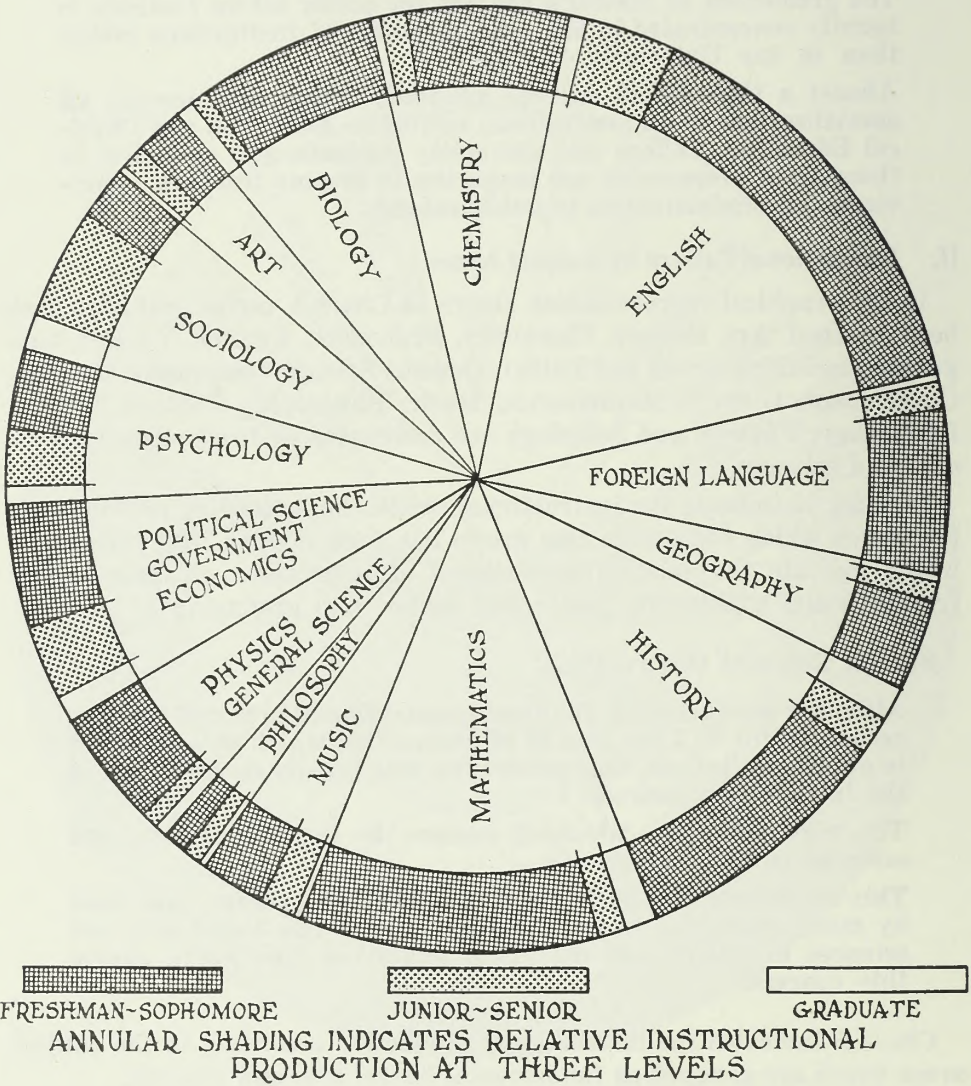 CHEMISTRY
ENGLISH
FOREIGN LANGUAGE
GEOGRAPHY
HISTORY
MATHEMATICS
MUSIC
PHILOSOPHY
PHYSICS
GENERAL SCIENCE
POLITICAL SCIENCE
GOVERNMENT
ECONOMICS
PSYCHOLOGY
SOCIOLOGY
ART
BIOLOGY
FRESHMAN~SOPHOMORE
JUNIOR~SENIOR
GRADUATE
ANNULAR SHADING INDICATES RELATIVE INSTRUCTIONAL
PRODUCTION AT THREE LEVELS